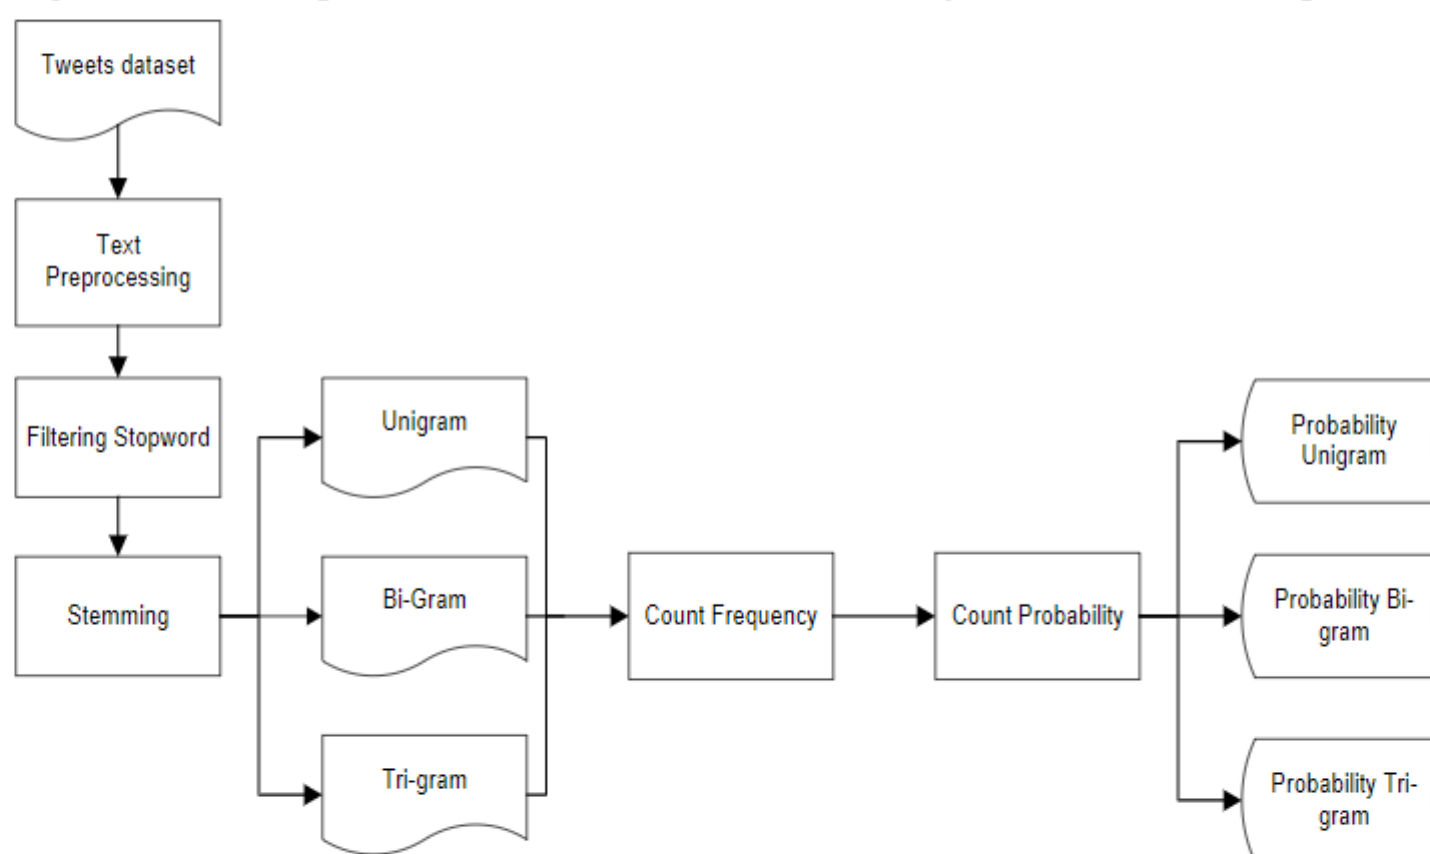 Tweets dataset
Text
Preprocessing
Filtering Stopword
Stemming
Unigram
Bi-Gram
Tri-gram
Count Frequency
Count Probability
Probability
Unigram
Probability Bi-
gram
Probability Tri-
gram